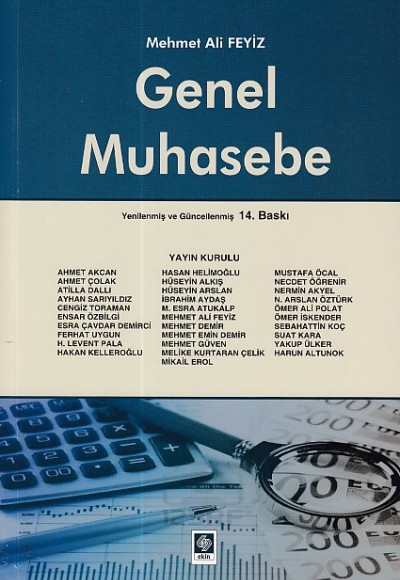 Mehmet Ali FEYİZ
Genel
Muhasebe
Yenilenmiş ve Güncellenmiş 14. Baskı
YAYIN KURULU
AHMET AKCAN
AHMET ÇOLAK
ATİLLA DALLI
AYHAN SARIYILDIZ
CENGİZ TORAMAN
ENSAR ÖZBİLGİ
ESRA ÇAVDAR DEMİRCİ
FERHAT UYGUN
H. LEVENT PALA
HAKAN KELLEROĞLU
HASAN HELİMOĞLU
HÜSEYİN ALKIŞ
HÜSEYİN ARSLAN
İBRAHİM AYDAŞ
M. ESRA ATUKALP
MEHMET ALİ FEYİZ
MEHMET DEMİR
MEHMET EMİN DEMİR
MEHMET GÜVEN
MELİKE KURTARAN ÇELİK
MİKAİL EROL
MUSTAFA ÖCAL
NECDET ÖĞRENİR
NERMİN AKYEL
N. ARSLAN ÖZTÜRK
ÖMER ALİ POLAT
ÖMER İSKENDER
SEBAHATTİN KOÇ
SUAT KARA
YAKUP ÜLKER
HARUN ALTUNOK
ekin